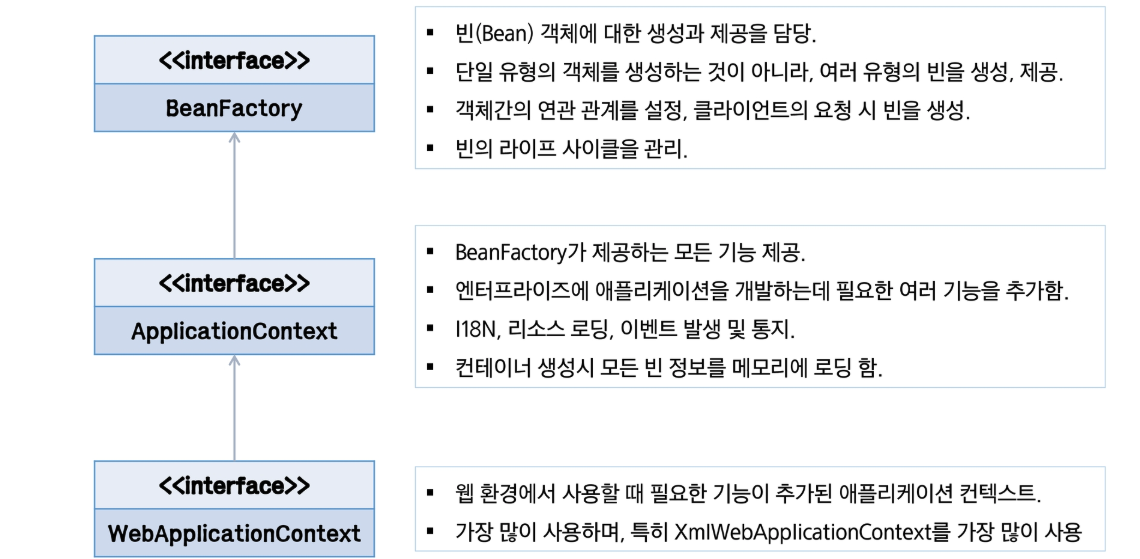 <<interface>>
BeanFactory
▪ 빈(Bean) 객체에 대한 생성과 제공을 담당.
▪ 단일 유형의 객체를 생성하는 것이 아니라, 여러 유형의 빈을 생성, 제공.
▪ 객체간의 연관 관계를 설정, 클라이언트의 요청 시 빈을 생성.
▪ 빈의 라이프 사이클을 관리.
<<interface>>
ApplicationContext
▪ BeanFactory가 제공하는 모든 기능 제공.
▪ 엔터프라이즈에 애플리케이션을 개발하는데 필요한 여러 기능을 추가함.
▪ I18N, 리소스 로딩, 이벤트 발생 및 통지.
▪ 컨테이너 생성시 모든 빈 정보를 메모리에 로딩 함.
<<interface>>
WebApplicationContext
▪ 웹 환경에서 사용할 때 필요한 기능이 추가된 애플리케이션 컨텍스트.
▪ 가장 많이 사용하며, 특히 XmlWebApplicationContext를 가장 많이 사용